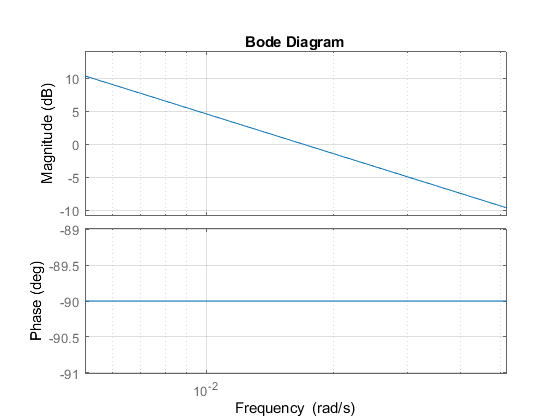 Bode Diagram
Magnitude (dB)
10
5
0
-5
-10
Phase (deg)
-89
-89.5
-90
-90.5
-91
10^-2
Frequency (rad/s)